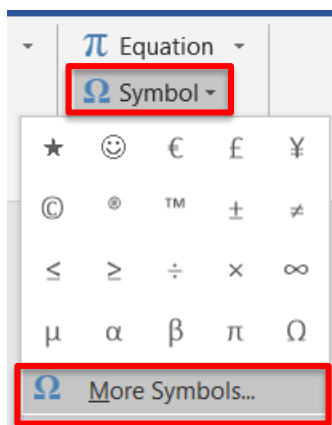 π Equation
Ω Symbol
★ ☺ € £ ¥
© ® ™ ± ≠
≤ ≥ ÷ × ∞
µ α β π Ω
Ω More Symbols...